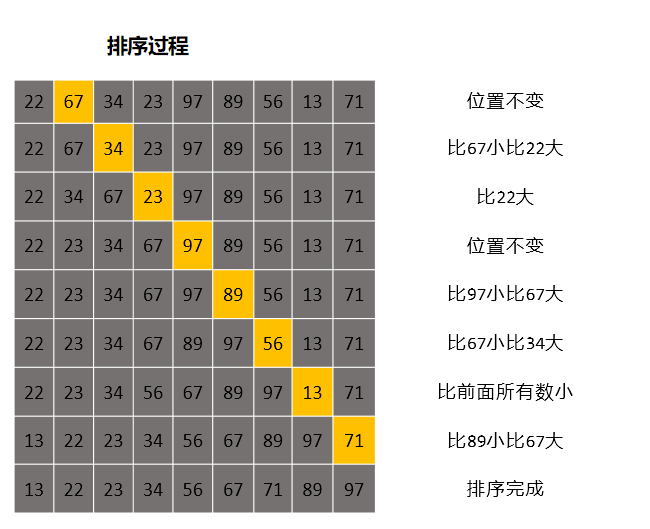 排序过程
22 67 34 23 97 89 56 13 71 位置不变
22 67 34 23 97 89 56 13 71 比67小比22大
22 34 67 23 97 89 56 13 71 比22大
22 23 34 67 97 89 56 13 71 位置不变
22 23 34 67 97 89 56 13 71 比97小比67大
22 23 34 67 89 97 56 13 71 比67小比34大
22 23 34 56 67 89 97 13 71 比前面所有数小
13 22 23 34 56 67 89 97 71 比89小比67大
13 22 23 34 56 67 71 89 97 排序完成